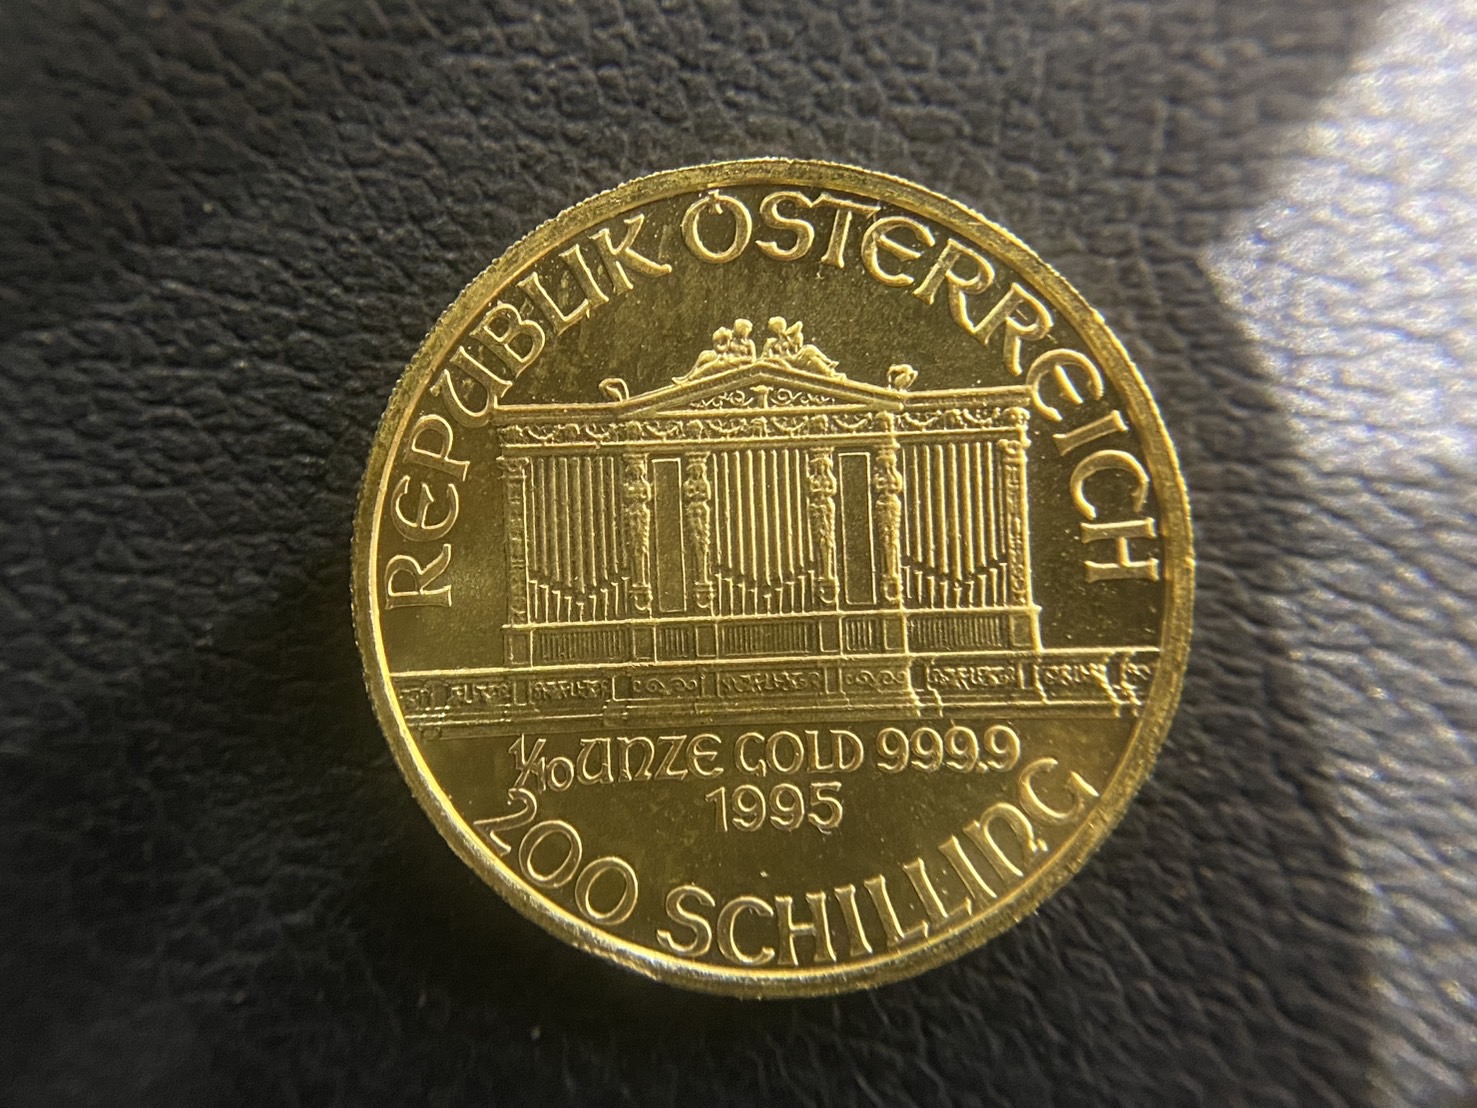 REPUBLIK ÖSTERREICH
1/10 UNZE GOLD 999.9
1995
200 SCHILLING